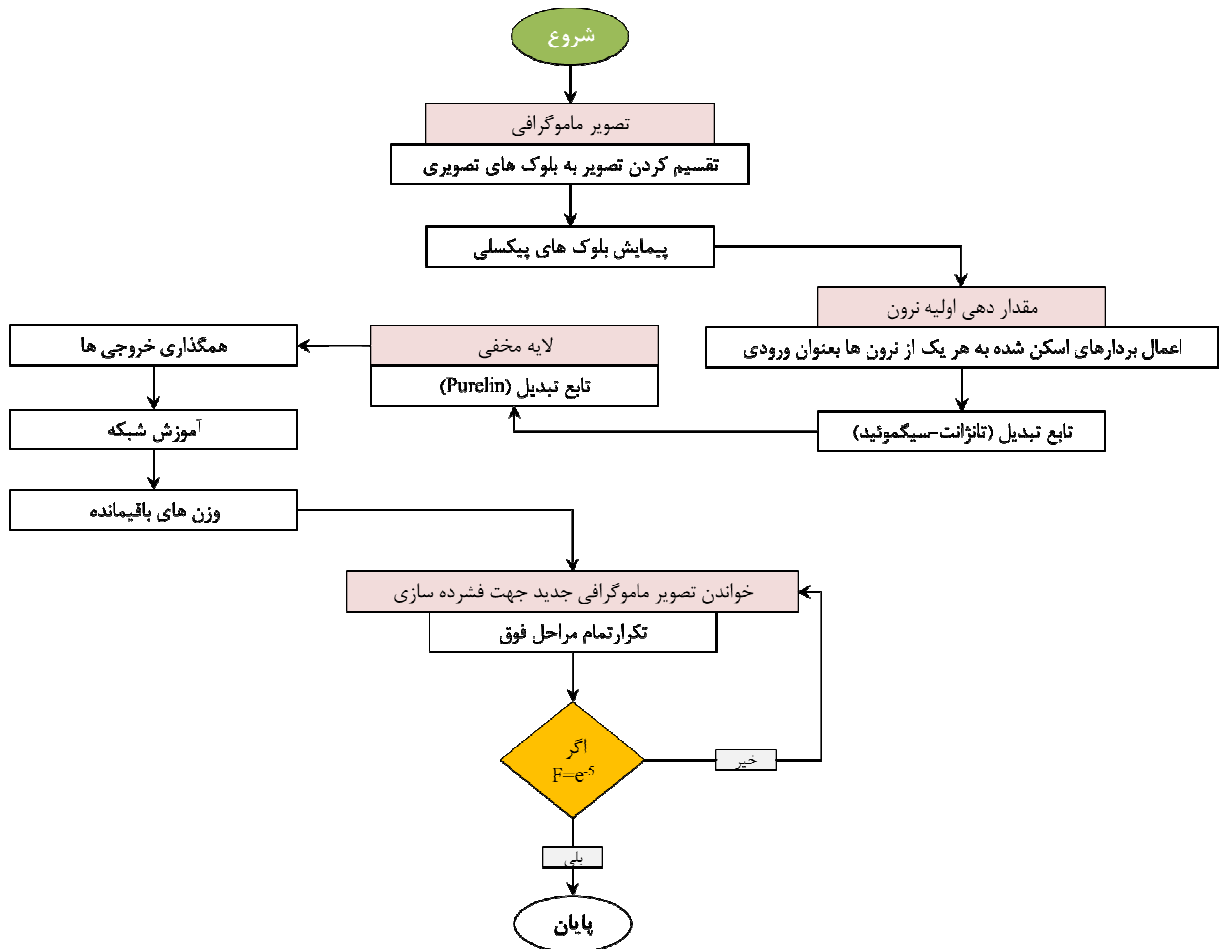 شروع
تصویر ماموگرافی
تقسیم کردن تصویر به بلوک های تصویری
پیمایش بلوک های پیکسلی
مقدار دهی اولیه نرون
اعمال بردارهای اسکن شده به هر یک از نرون ها بعنوان ورودی
تابع تبدیل (تانژانت-سیگموئید)
لایه مخفی
تابع تبدیل (Purelin)
همگذاری خروجی ها
آموزش شبکه
وزن های باقیمانده
خواندن تصویر ماموگرافی جدید جهت فشرده سازی
تکرارتمام مراحل فوق
اگر
F=e⁻⁵
خیر
بلی
پایان